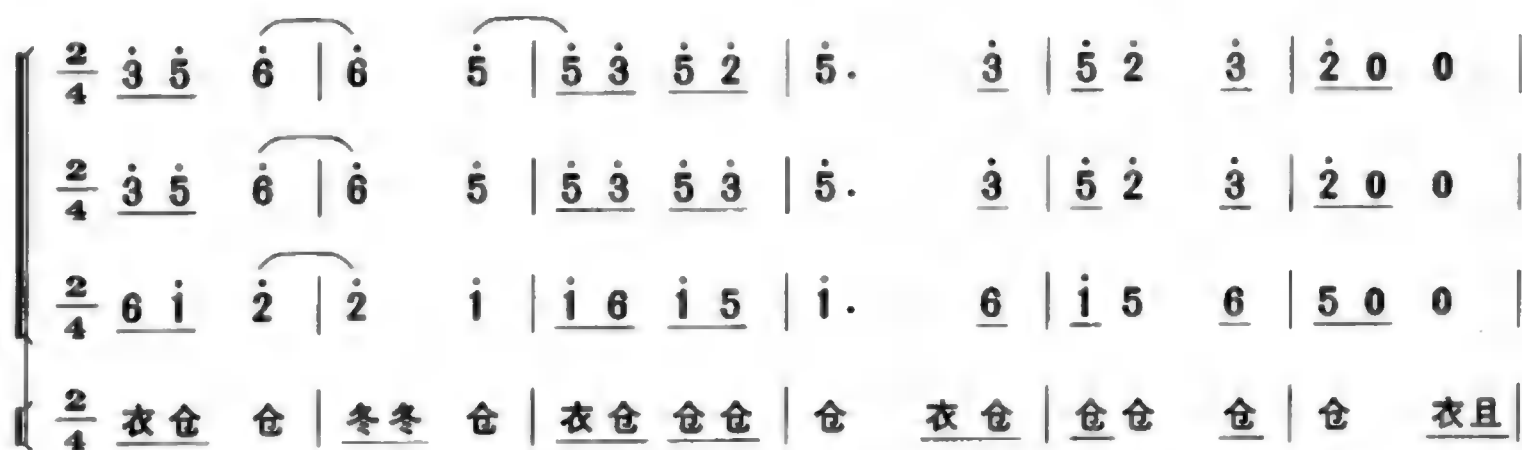 2/4 3̇ 5̇ 6̇ | 6̇ 5̇ | 5̇ 3̇ 5̇ 2̇ | 5̇. 3̇ | 5̇ 2̇ 3̇ | 2̇ 0 0 |
2/4 3̇ 5̇ 6̇ | 6̇ 5̇ | 5̇ 3̇ 5̇ 3̇ | 5̇. 3̇ | 5̇ 2̇ 3̇ | 2̇ 0 0 |
2/4 6 1̇ 2̇ | 2̇ 1̇ | 1̇ 6 1̇ 5 | 1̇. 6 | 1̇ 5 6 | 5 0 0 |
2/4 衣仓 仓 | 冬冬 仓 | 衣仓 仓仓 | 仓 衣仓 | 仓仓 仓 | 仓 衣且 |